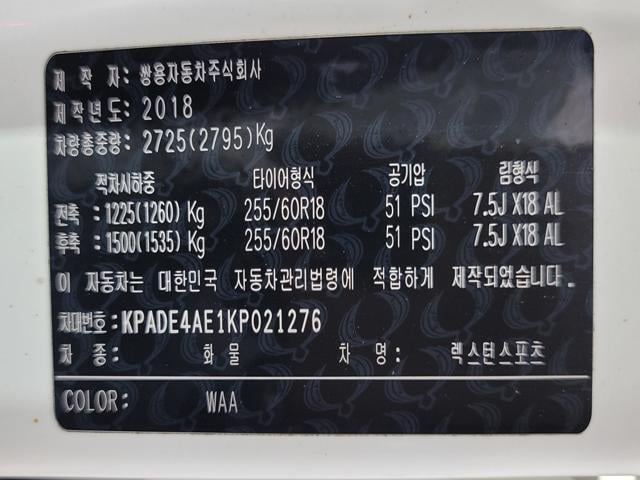 제 작 자: 쌍용자동차주식회사
제작년도: 2018
차량총중량: 2725(2795)Kg
적차시하중 타이어형식 공기압 림형식
전축: 1225(1260) Kg 255/60R18 51 PSI 7.5J X18 AL
후축: 1500(1535) Kg 255/60R18 51 PSI 7.5J X18 AL
이 자동차는 대한민국 자동차관리법령에 적합하게 제작되었습니다.
차대번호: KPADE4AE1KP021276
차 종: 화 물 차 명: 렉스턴스포츠
COLOR: WAA